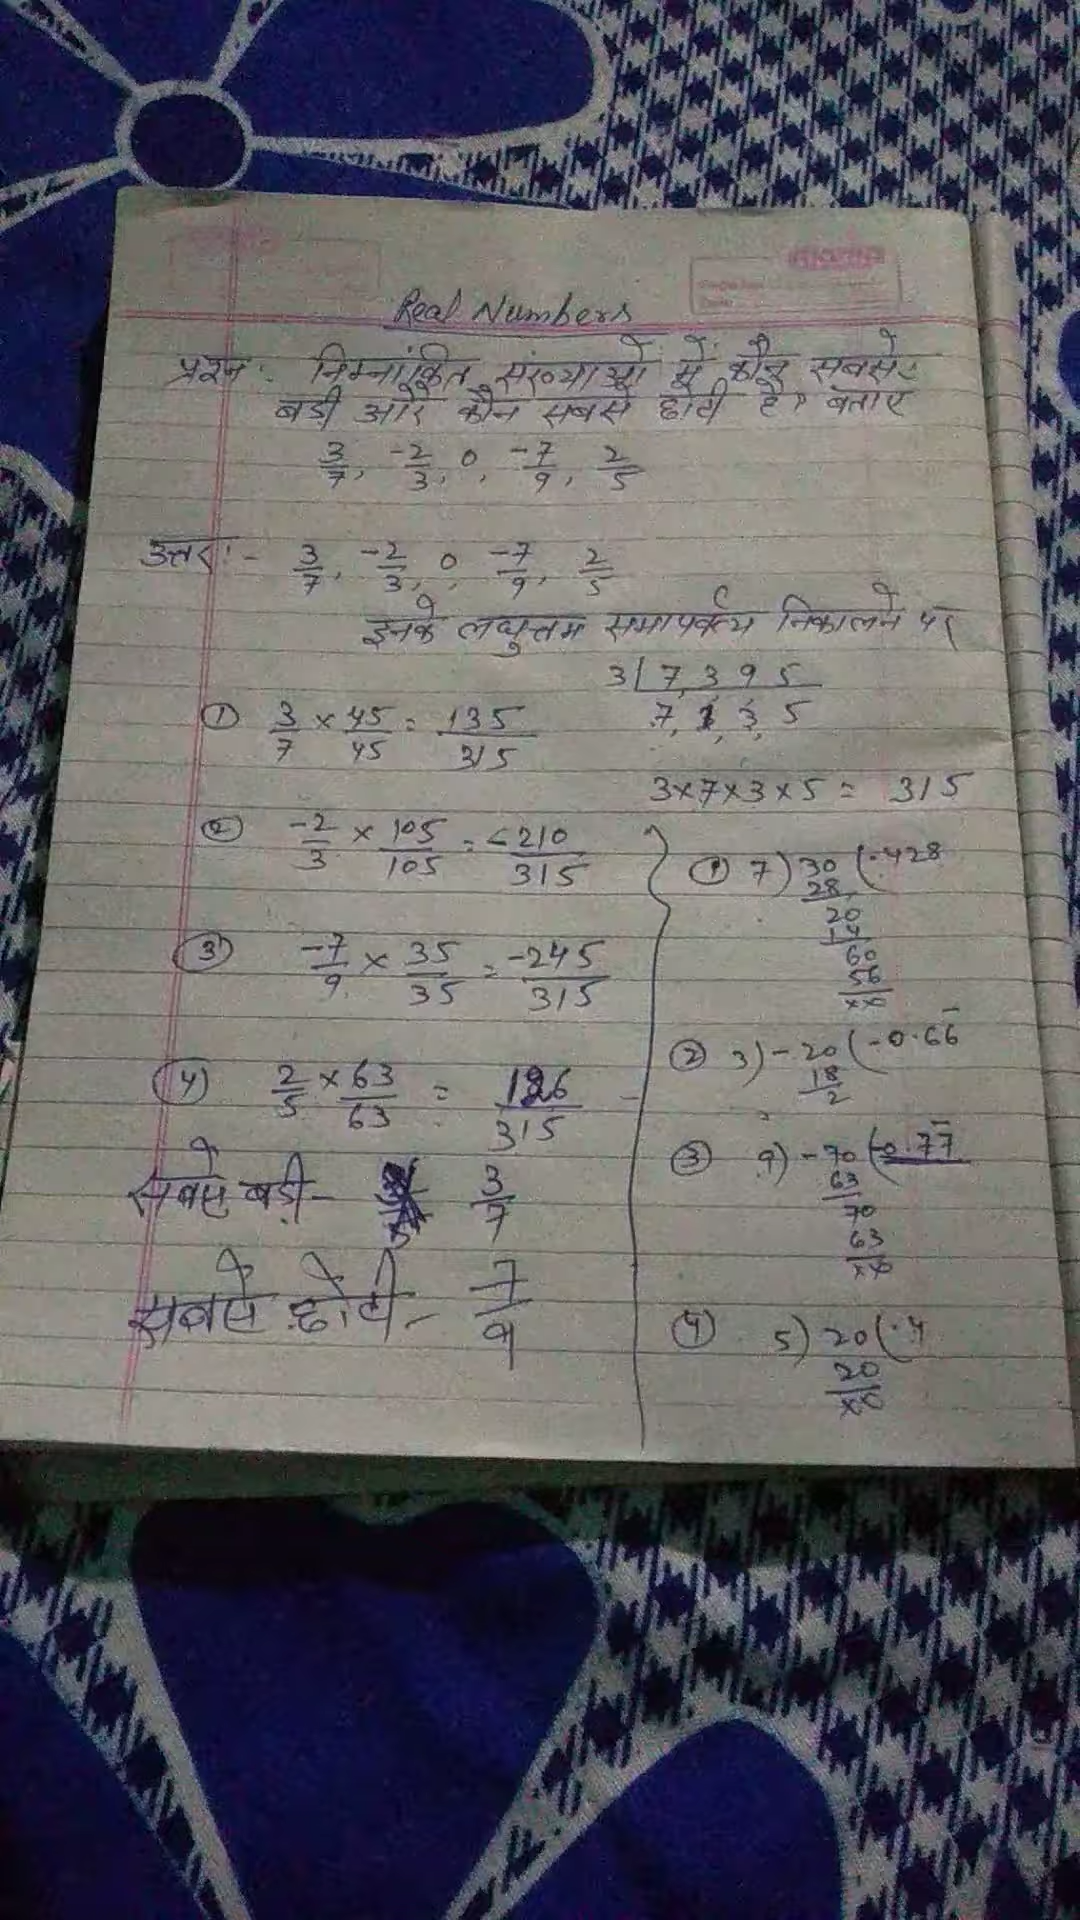 Real Numbers
प्रश्न: निम्नांकित संख्याओं में कौन सबसे
बड़ी और कौन सबसे छोटी है? बताएं
3/7, -2/3, 0, -7/9, 2/5
उत्तर:- 3/7, -2/3, 0, -7/9, 2/5
इनके लघुत्तम समापवर्त्य निकालने पर
3 | 7, 3 9 5
7, 1, 3, 5
① 3/7 × 45/45 = 135/315
3×7×3×5 = 315
② -2/3 × 105/105 = -210/315
③ -7/9 × 35/35 = -245/315
④ 2/5 × 63/63 = 126/315
सबसे बड़ी - 3/7
सबसे छोटी - 7/9
① 7) 30 (.428
28
20
14
60
56
××
② 3) -20 (-0.66̅
18
2
③ 9) -70 (-0.77̅
63
70
63
××
④ 5) 20 (.4
20
××